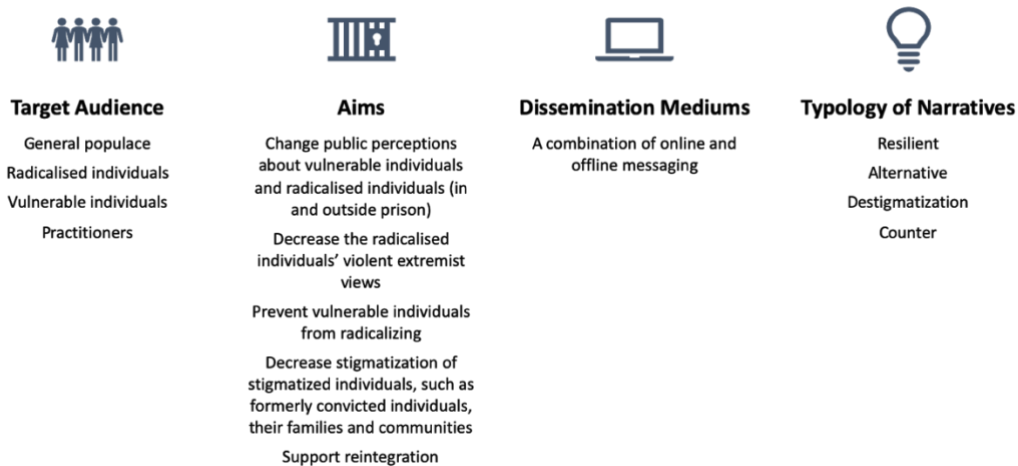 Target Audience
General populace
Radicalised individuals
Vulnerable individuals
Practitioners
Aims
Change public perceptions
about vulnerable individuals
and radicalised individuals (in
and outside prison)
Decrease the radicalised
individuals’ violent extremist
views
Prevent vulnerable individuals
from radicalizing
Decrease stigmatization of
stigmatized individuals, such as
formerly convicted individuals,
their families and communities
Support reintegration
Dissemination Mediums
A combination of online and
offline messaging
Typology of Narratives
Resilient
Alternative
Destigmatization
Counter